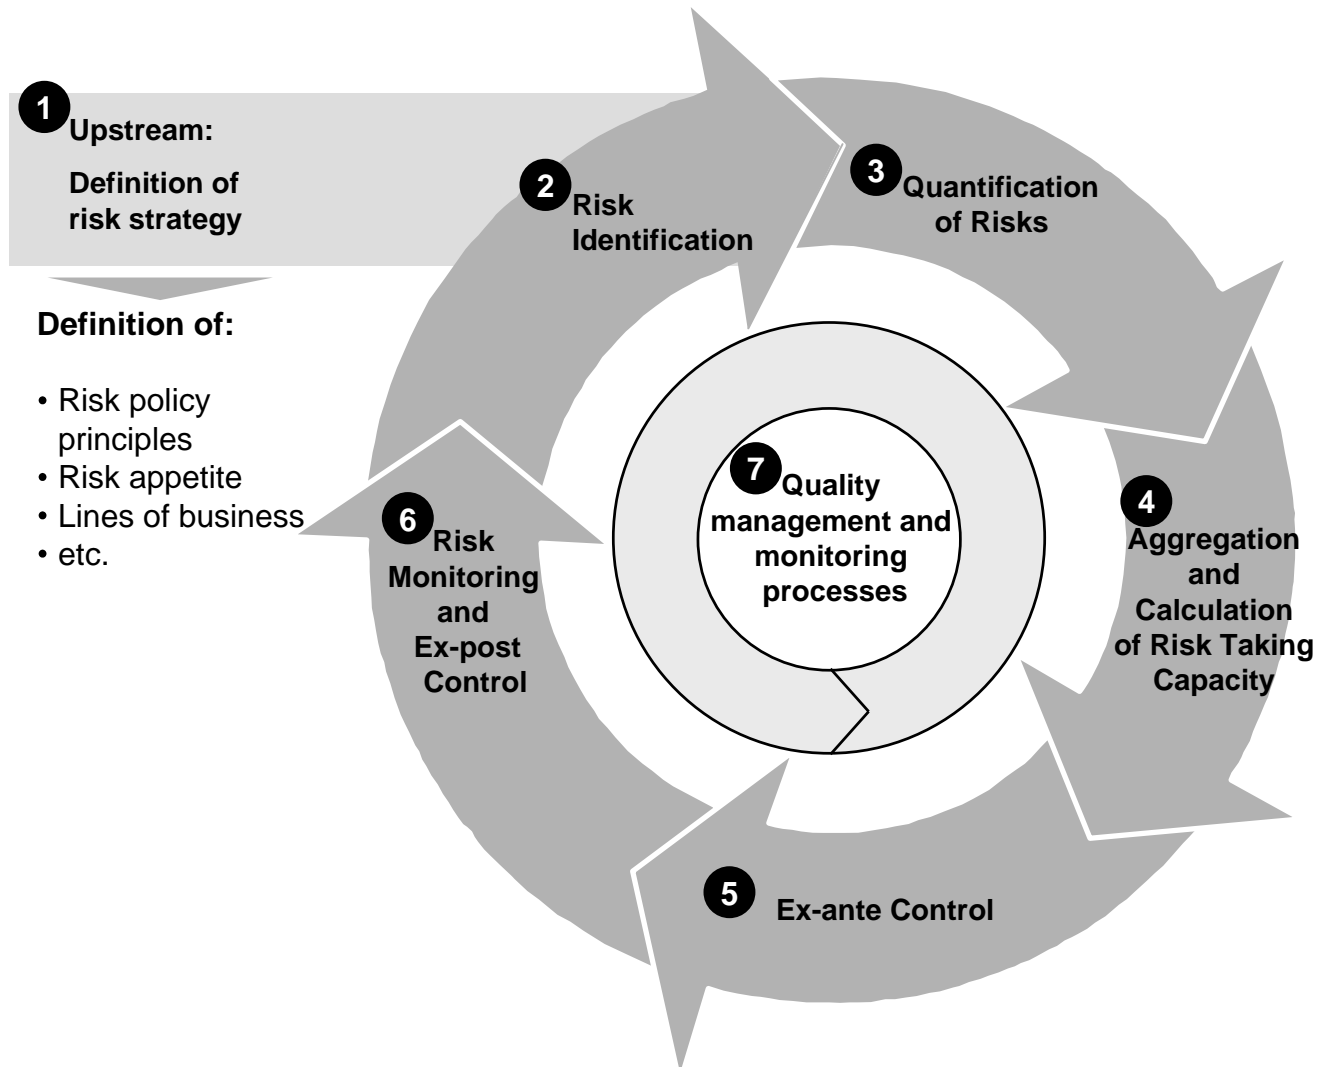 1
Upstream:
Definition of
risk strategy
Definition of:
• Risk policy
principles
• Risk appetite
• Lines of business
• etc.
2
Risk
Identification
3
Quantification
of Risks
4
Aggregation
and
Calculation
of Risk Taking
Capacity
5
Ex-ante Control
6
Risk
Monitoring
and
Ex-post
Control
7
Quality
management and
monitoring
processes